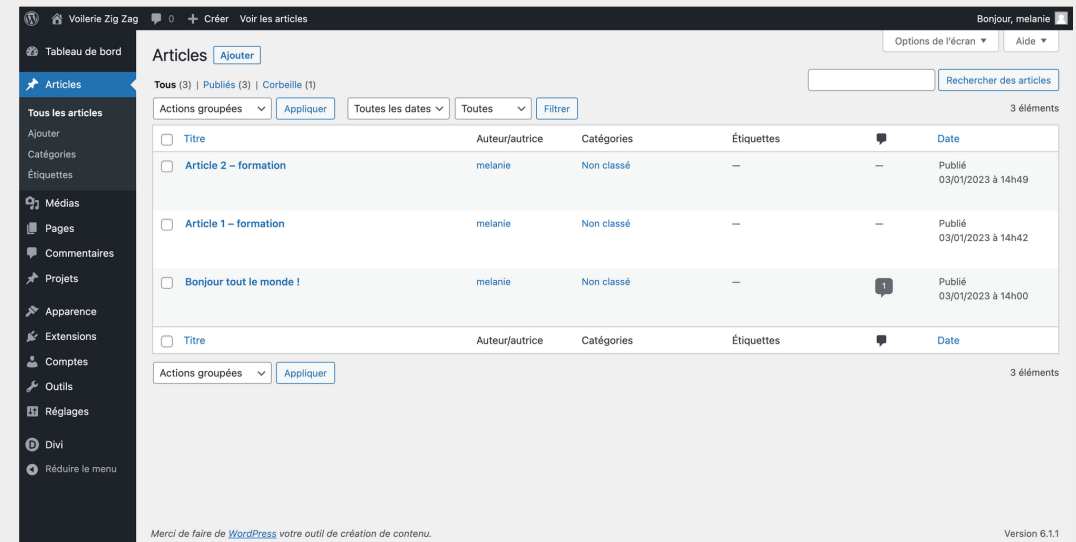 Voilerie Zig Zag 0 Créer Voir les articles Bonjour, melanie
Options de l'écran ▼ Aide ▼
Tableau de bord
Articles
Tous les articles
Ajouter
Catégories
Étiquettes
Médias
Pages
Commentaires
Projets
Apparence
Extensions
Comptes
Outils
Réglages
Divi
Réduire le menu
Articles Ajouter
Tous (3) | Publiés (3) | Corbeille (1)
Rechercher des articles
Actions groupées Appliquer Toutes les dates Toutes Filtrer 3 éléments
Titre Auteur/autrice Catégories Étiquettes Date
Article 2 – formation melanie Non classé — — Publié
03/01/2023 à 14h49
Article 1 – formation melanie Non classé — — Publié
03/01/2023 à 14h42
Bonjour tout le monde ! melanie Non classé — 1 Publié
03/01/2023 à 14h00
Titre Auteur/autrice Catégories Étiquettes Date
Actions groupées Appliquer 3 éléments
Merci de faire de WordPress votre outil de création de contenu. Version 6.1.1